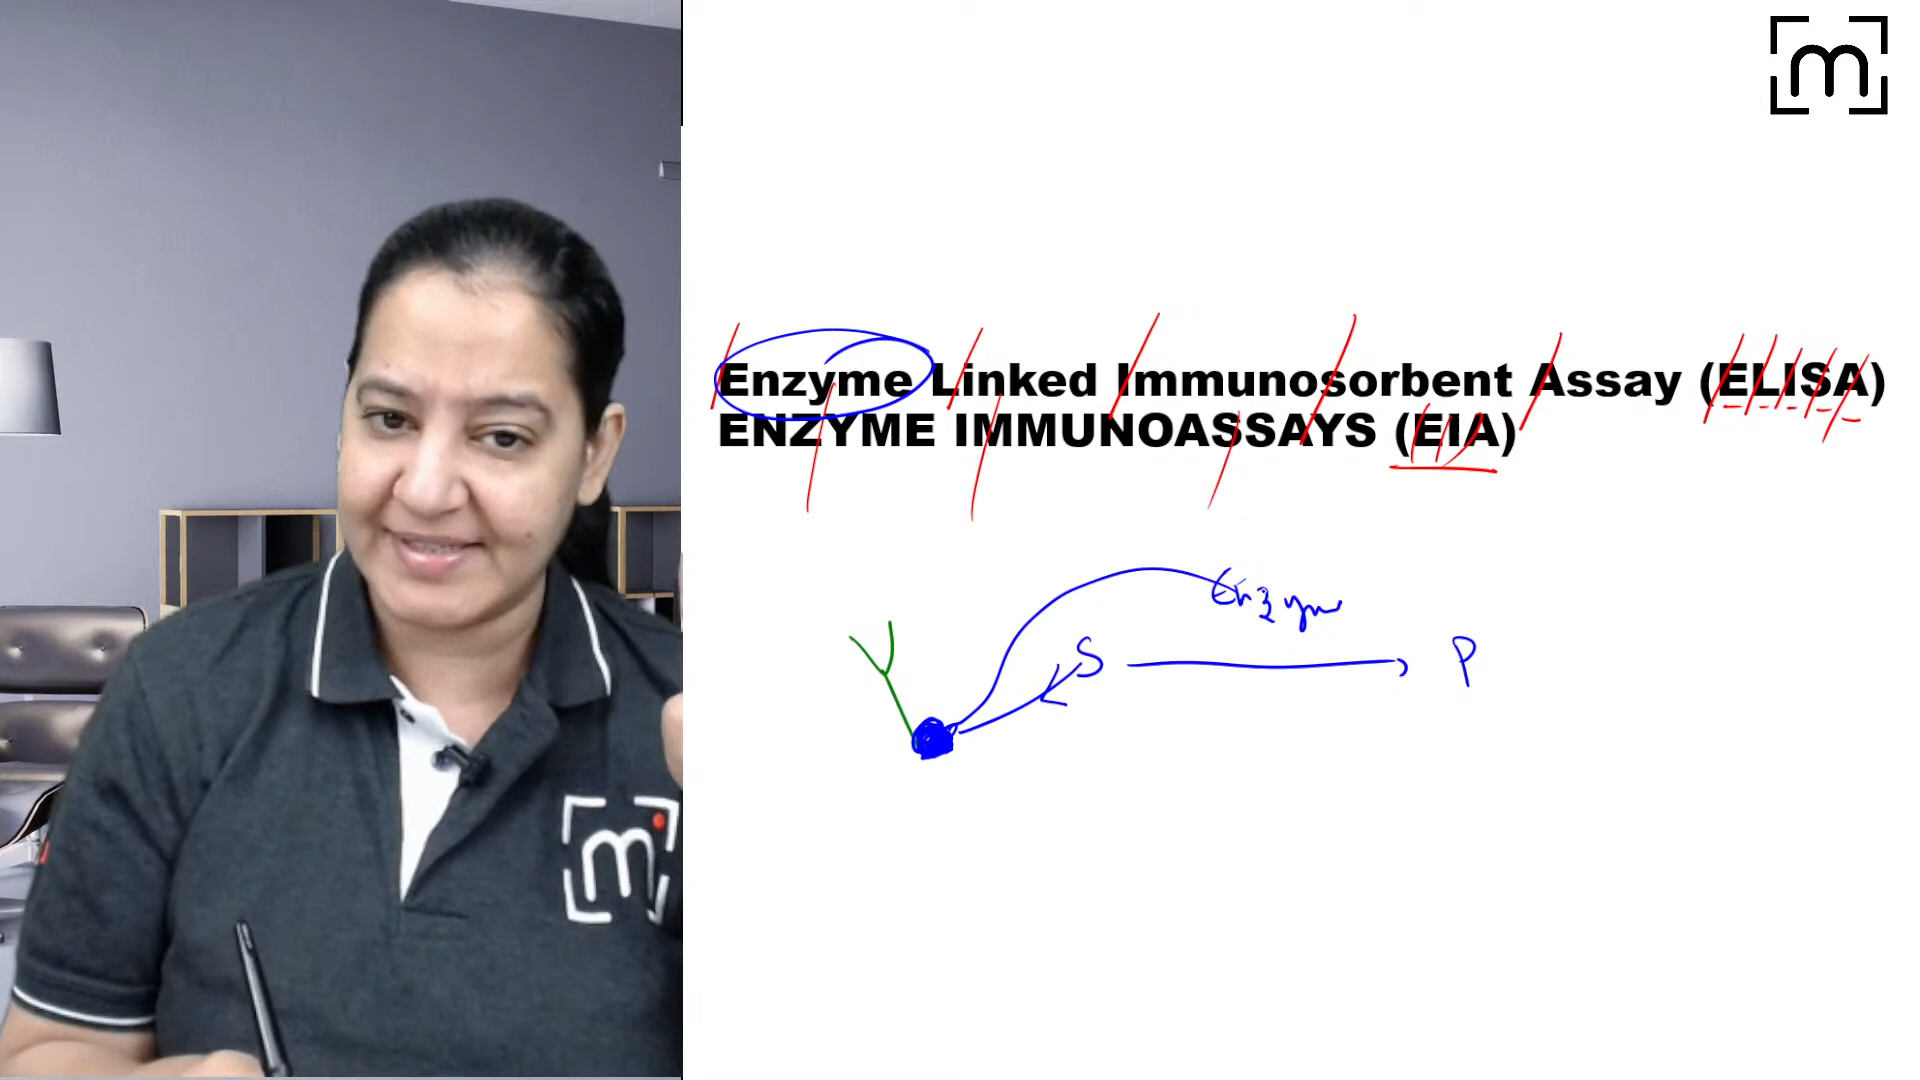 m
Enzyme Linked Immunosorbent Assay (ELISA)
ENZYME IMMUNOASSAYS (EIA)
Enzyme
S P
m